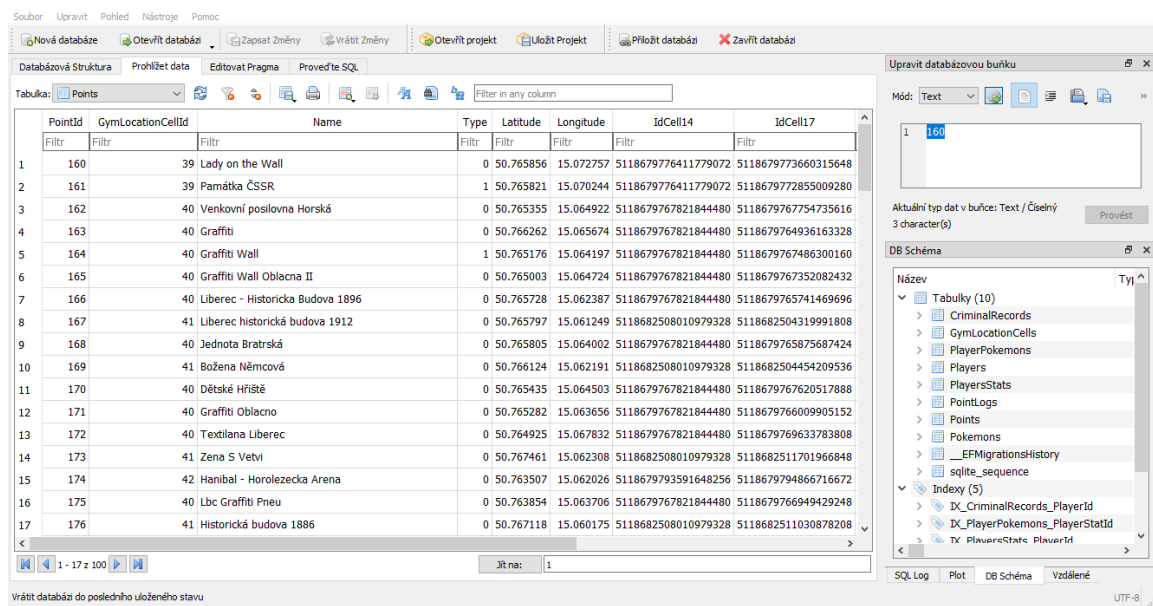 Soubor Upravit Pohled Nástroje Pomoc
Nová databáze Otevřít databázi Zapsat Změny Vrátit Změny Otevřít projekt Uložit Projekt Přiložit databázi Zavřít databázi
Databázová Struktura Prohlížet data Editovat Pragma Proveďte SQL
Tabulka: Points Filter in any column
PointId GymLocationCellId Name Type Latitude Longitude IdCell14 IdCell17
Filtr Filtr Filtr Filtr Filtr Filtr Filtr Filtr
1 160 39 Lady on the Wall 0 50.765856 15.072757 5118679776411779072 5118679773660315648
2 161 39 Památka ČSSR 1 50.765821 15.070244 5118679776411779072 5118679772855009280
3 162 40 Venkovní posilovna Horská 0 50.765355 15.064922 5118679767821844480 5118679767754735616
4 163 40 Graffiti 0 50.766262 15.065674 5118679767821844480 5118679764936163328
5 164 40 Graffiti Wall 1 50.765176 15.064197 5118679767821844480 5118679767486300160
6 165 40 Graffiti Wall Oblacna II 0 50.765003 15.064724 5118679767821844480 5118679767352082432
7 166 40 Liberec - Historicka Budova 1896 0 50.765728 15.062387 5118679767821844480 5118679765741469696
8 167 41 Liberec historická budova 1912 0 50.765797 15.061249 5118682508010979328 5118682504319991808
9 168 40 Jednota Bratrská 0 50.765805 15.064002 5118679767821844480 5118679765875687424
10 169 41 Božena Němcová 0 50.766124 15.062191 5118682508010979328 5118682504454209536
11 170 40 Dětské Hřiště 0 50.765435 15.064503 5118679767821844480 5118679767620517888
12 171 40 Graffiti Oblacno 0 50.765282 15.063656 5118679767821844480 5118679766009905152
13 172 40 Textilana Liberec 0 50.764925 15.067832 5118679767821844480 5118679769633783808
14 173 41 Zena S Vetvi 0 50.767461 15.062308 5118682508010979328 5118682511701966848
15 174 42 Hanibal - Horolezecka Arena 0 50.763507 15.062026 5118679793591648256 5118679794866716672
16 175 40 Lbc Graffiti Pneu 0 50.763854 15.063706 5118679767821844480 5118679766949429248
17 176 41 Historická budova 1886 0 50.767118 15.060175 5118682508010979328 5118682511030878208
1 - 17 z 100 Jít na: 1
Vrátit databázi do posledního uloženého stavu
Upravit databázovou buňku
Mód: Text
1 160
Aktuální typ dat v buňce: Text / Číselný
3 character(s)
Provést
DB Schéma
Název Typ
Tabulky (10)
CriminalRecords
GymLocationCells
PlayerPokemons
Players
PlayersStats
PointLogs
Points
Pokemons
__EFMigrationsHistory
sqlite_sequence
Indexy (5)
IX_CriminalRecords_PlayerId
IX_PlayerPokemons_PlayerStatId
IX_PlayersStats_PlayerId
SQL Log Plot DB Schéma Vzdálené
UTF-8